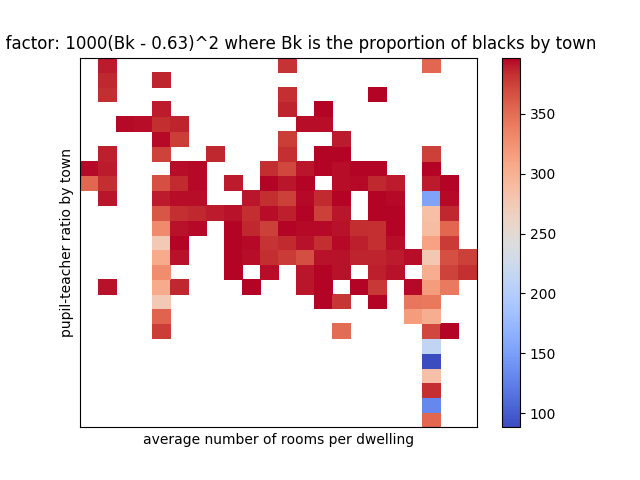 factor: 1000(Bk - 0.63)^2 where Bk is the proportion of blacks by town
pupil-teacher ratio by town
average number of rooms per dwelling
350
300
250
200
150
100